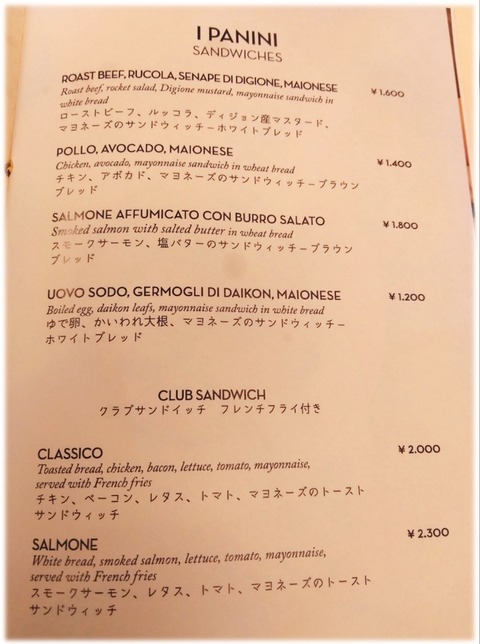 I PANINI
SANDWICHES
ROAST BEEF, RUCOLA, SENAPE DI DIGIONE, MAIONESE ¥1.600
Roast beef, rocket salad, Digione mustard, mayonnaise sandwich in
white bread
ローストビーフ、ルッコラ、ディジョン産マスタード、
マヨネーズのサンドウィッチーホワイトブレッド
POLLO, AVOCADO, MAIONESE ¥1.400
Chicken, avocado, mayonnaise sandwich in wheat bread
チキン、アボカド、マヨネーズのサンドウィッチーブラウン
ブレッド
SALMONE AFFUMICATO CON BURRO SALATO ¥1.800
Smoked salmon with salted butter in wheat bread
スモークサーモン、塩バターのサンドウィッチーブラウン
ブレッド
UOVO SODO, GERMOGLI DI DAIKON, MAIONESE ¥1.200
Boiled egg, daikon leafs, mayonnaise sandwich in white bread
ゆで卵、かいわれ大根、マヨネーズのサンドウィッチー
ホワイトブレッド
CLUB SANDWICH
クラブサンドイッチ フレンチフライ付き
CLASSICO ¥2.000
Toasted bread, chicken, bacon, lettuce, tomato, mayonnaise,
served with French fries
チキン、ベーコン、レタス、トマト、マヨネーズのトースト
サンドウィッチ
SALMONE ¥2.300
White bread, smoked salmon, lettuce, tomato, mayonnaise,
served with French fries
スモークサーモン、レタス、トマト、マヨネーズのトースト
サンドウィッチ